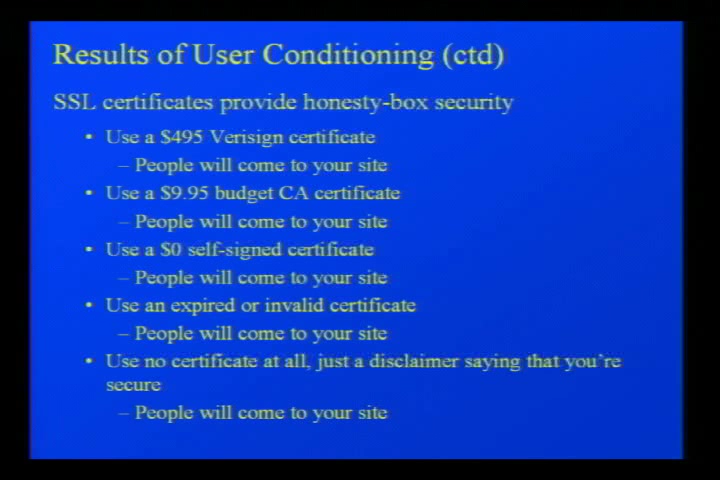 Results of User Conditioning (ctd)
SSL certificates provide honesty-box security
• Use a $495 Verisign certificate
– People will come to your site
• Use a $9.95 budget CA certificate
– People will come to your site
• Use a $0 self-signed certificate
– People will come to your site
• Use an expired or invalid certificate
– People will come to your site
• Use no certificate at all, just a disclaimer saying that you're
secure
– People will come to your site